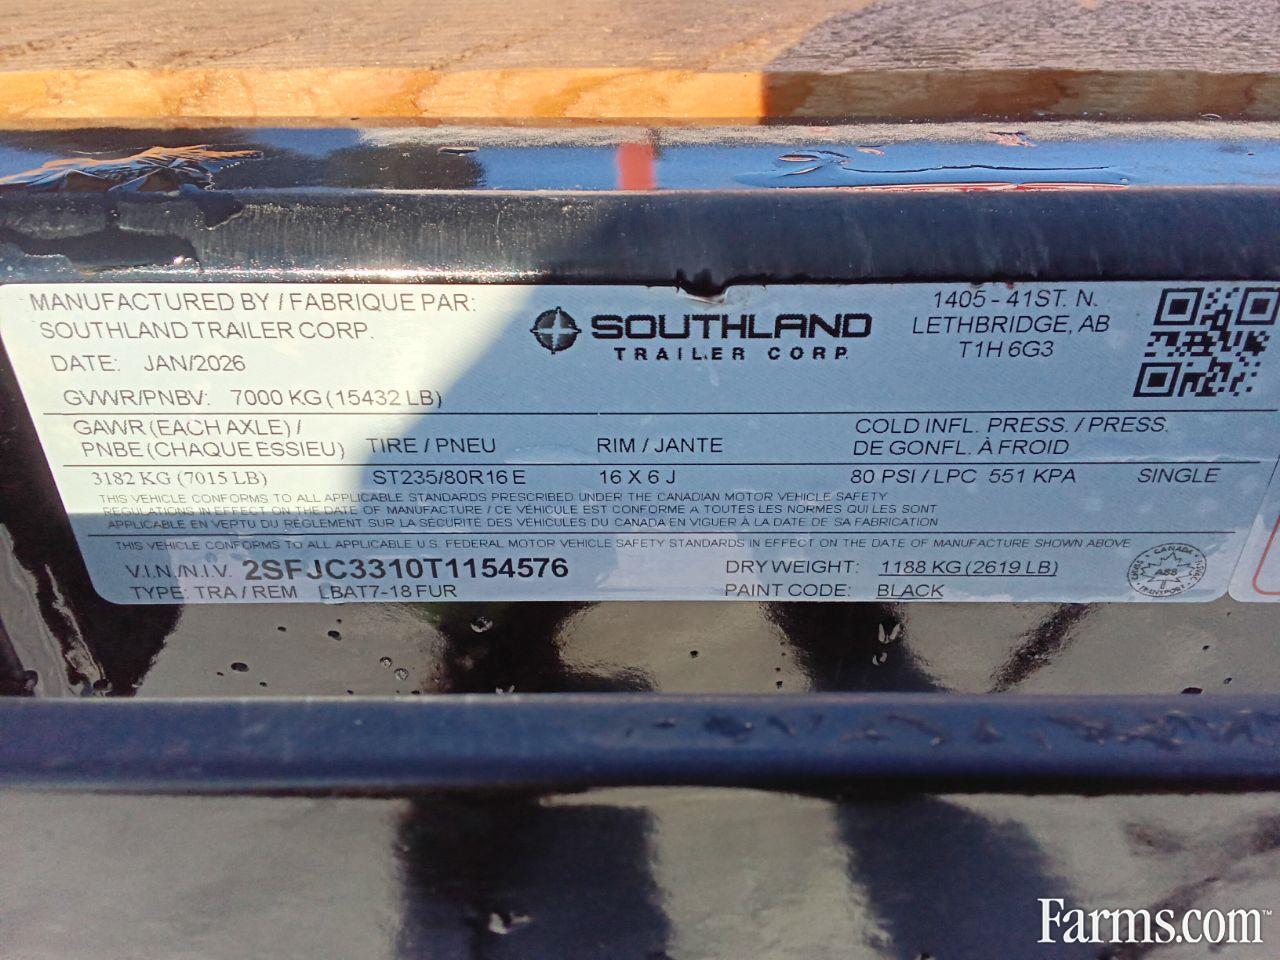 MANUFACTURED BY / FABRIQUE PAR:
SOUTHLAND TRAILER CORP.
DATE: JAN/2026
GVWR/PNBV: 7000 KG (15432 LB)
SOUTHLAND
TRAILER CORP.
1405 - 41ST. N.
LETHBRIDGE, AB
T1H 6G3
GAWR (EACH AXLE) /
PNBE (CHAQUE ESSIEU)
TIRE / PNEU
RIM / JANTE
COLD INFL. PRESS. / PRESS.
DE GONFL. À FROID
3182 KG (7015 LB) ST235/80R16 E 16 X 6 J 80 PSI / LPC 551 KPA SINGLE
THIS VEHICLE CONFORMS TO ALL APPLICABLE STANDARDS PRESCRIBED UNDER THE CANADIAN MOTOR VEHICLE SAFETY
REGULATIONS IN EFFECT ON THE DATE OF MANUFACTURE / CE VÉHICULE EST CONFORME A TOUTES LES NORMES QUI LES SONT
APPLICABLE EN VERTU DU RÉGLEMENT SUR LA SÉCURITÉ DES VÉHICULES DU CANADA EN VIGUER À LA DATE DE SA FABRICATION
THIS VEHICLE CONFORMS TO ALL APPLICABLE U.S. FEDERAL MOTOR VEHICLE SAFETY STANDARDS IN EFFECT ON THE DATE OF MANUFACTURE SHOWN ABOVE
V.I.N./N.I.V. 2SFJC3310T1154576
TYPE: TRA / REM LBAT7-18 FUR
DRY WEIGHT: 1188 KG (2619 LB)
PAINT CODE: BLACK
CANADA
TRANSPORT
Farms.com™